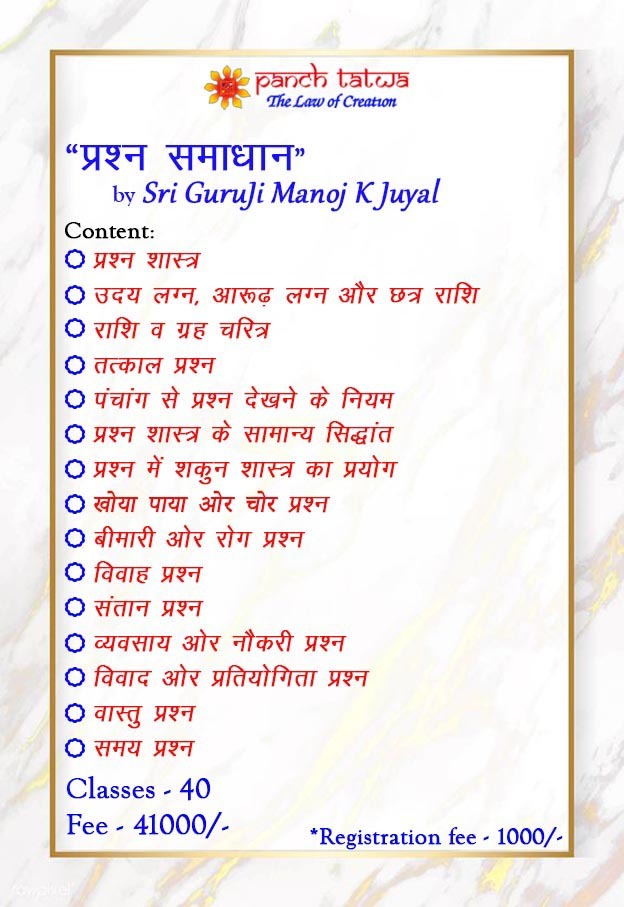 Panch Tatwa
The Law of Creation
“प्रश्न समाधान”
by Sri GuruJi Manoj K Juyal
Content:
प्रश्न शास्त्र
उदय लग्न, आरूढ़ लग्न और छत्र राशि
राशि व ग्रह चरित्र
तत्काल प्रश्न
पंचांग से प्रश्न देखने के नियम
प्रश्न शास्त्र के सामान्य सिद्धांत
प्रश्न में शकुन शास्त्र का प्रयोग
खोया पाया ओर चोर प्रश्न
बीमारी ओर रोग प्रश्न
विवाह प्रश्न
संतान प्रश्न
व्यवसाय ओर नौकरी प्रश्न
विवाद ओर प्रतियोगिता प्रश्न
वास्तु प्रश्न
समय प्रश्न
Classes - 40
Fee - 41000/-
*Registration fee - 1000/-
rawpixel